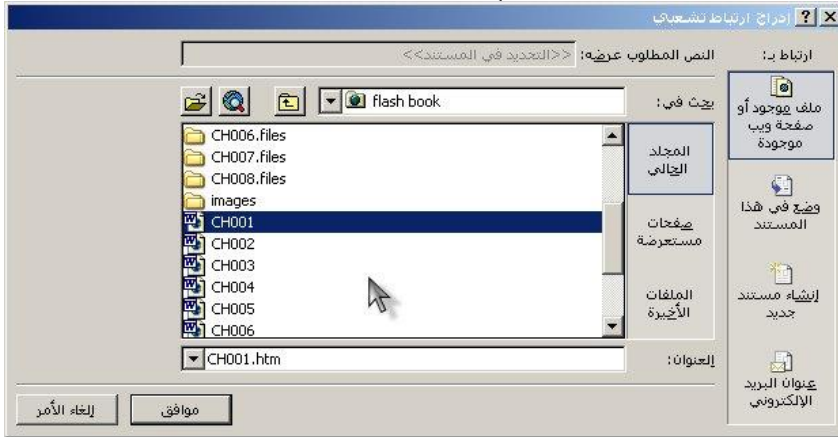 إدراج ارتباط تشعبي
ارتباط بـ:
النص المطلوب عرضه: <<التحديد في المستند>>
ملف موجود أو
صفحة ويب
موجودة
وضع في هذا
المستند
إنشاء مستند
جديد
عنوان البريد
الإلكتروني
بحث في: flash book
المجلد
الحالي
صفحات
مستعرضة
الملفات
الأخيرة
CH006.files
CH007.files
CH008.files
images
CH001
CH002
CH003
CH004
CH005
CH006
العنوان: CH001.htm
موافق
إلغاء الأمر